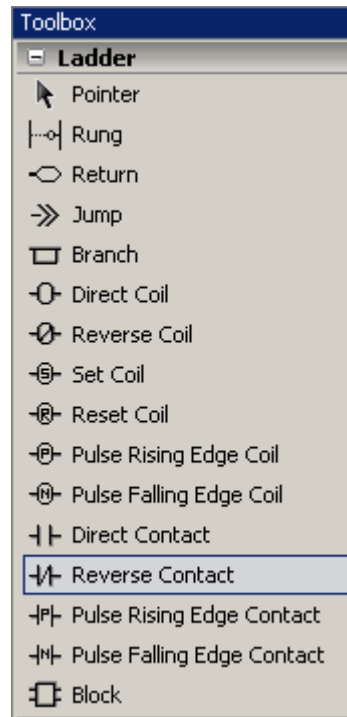 Toolbox
Ladder
Pointer
Rung
Return
Jump
Branch
Direct Coil
Reverse Coil
S Set Coil
R Reset Coil
P Pulse Rising Edge Coil
N Pulse Falling Edge Coil
Direct Contact
Reverse Contact
P Pulse Rising Edge Contact
N Pulse Falling Edge Contact
Block